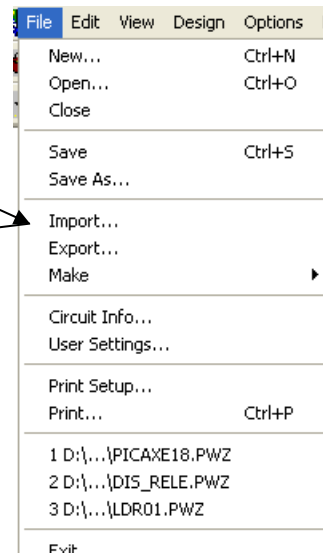 File Edit View Design Options
New... Ctrl+N
Open... Ctrl+O
Close
Save Ctrl+S
Save As...
Import...
Export...
Make
Circuit Info...
User Settings...
Print Setup...
Print... Ctrl+P
1 D:\...\PICAXE18.PWZ
2 D:\...\DIS_RELE.PWZ
3 D:\...\LDR01.PWZ
Exit